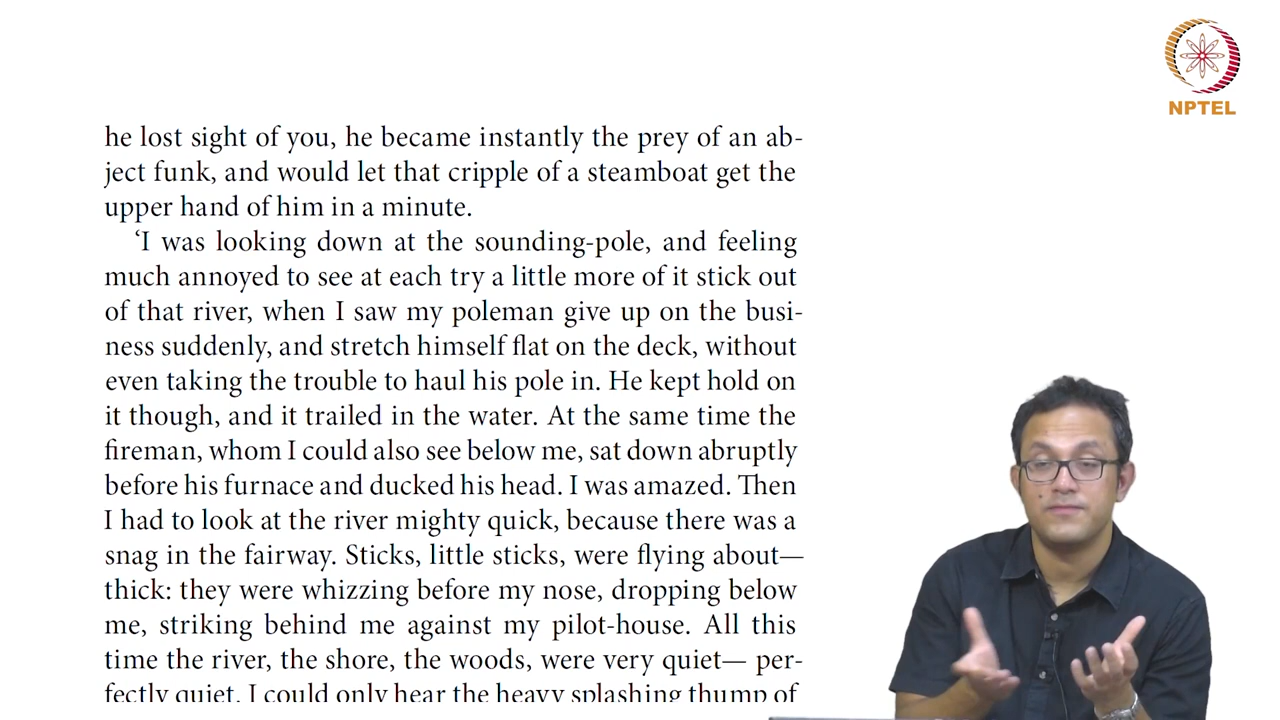 NPTEL
he lost sight of you, he became instantly the prey of an ab-
ject funk, and would let that cripple of a steamboat get the
upper hand of him in a minute.
‘I was looking down at the sounding-pole, and feeling
much annoyed to see at each try a little more of it stick out
of that river, when I saw my poleman give up on the busi-
ness suddenly, and stretch himself flat on the deck, without
even taking the trouble to haul his pole in. He kept hold on
it though, and it trailed in the water. At the same time the
fireman, whom I could also see below me, sat down abruptly
before his furnace and ducked his head. I was amazed. Then
I had to look at the river mighty quick, because there was a
snag in the fairway. Sticks, little sticks, were flying about—
thick: they were whizzing before my nose, dropping below
me, striking behind me against my pilot-house. All this
time the river, the shore, the woods, were very quiet— per-
fectly quiet. I could only hear the heavy splashing thump of